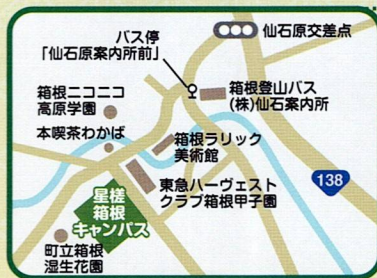 バス停
「仙石原案内所前」
仙石原交差点
箱根ニコニコ
高原学園
箱根登山バス
(株)仙石案内所
本喫茶わかば
箱根ラリック
美術館
138
東急ハーヴェスト
クラブ箱根甲子園
星槎
箱根
キャンパス
町立箱根
湿生花園